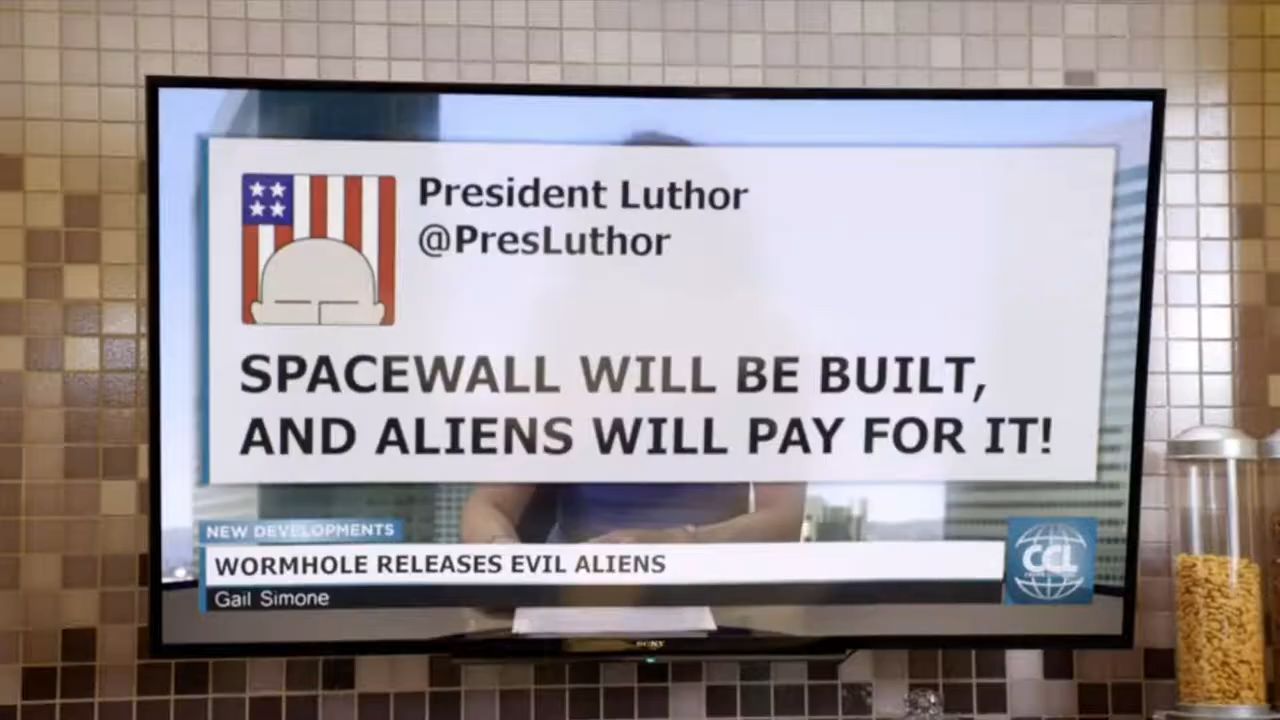 President Luthor
@PresLuthor
SPACEWALL WILL BE BUILT,
AND ALIENS WILL PAY FOR IT!
NEW DEVELOPMENTS
WORMHOLE RELEASES EVIL ALIENS
CCL
Gail Simone
SONY